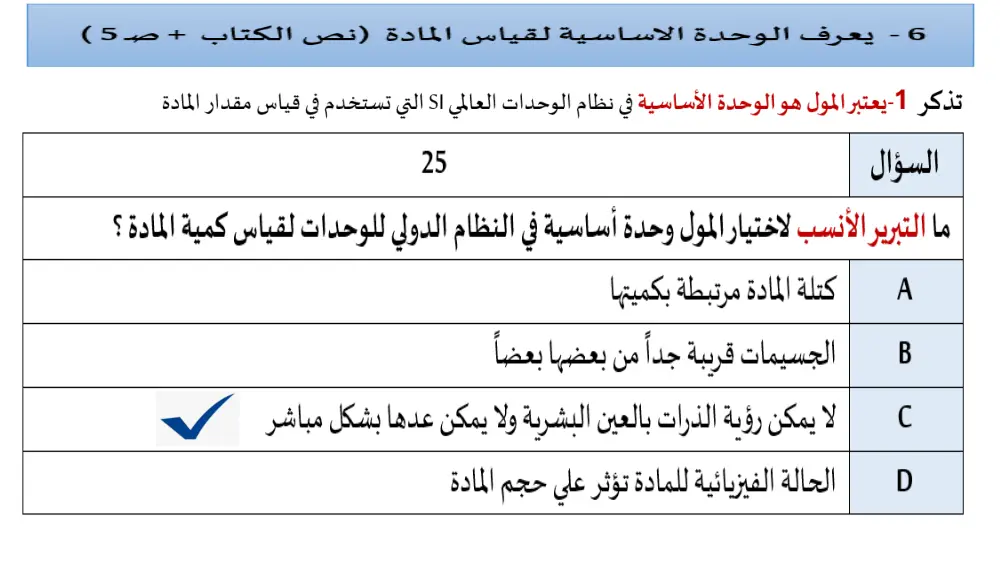 6 - يعرف الوحدة الاساسية لقياس المادة (نص الكتاب + صـ 5 )
تذكر 1-يعتبر المول هو الوحدة الأساسية في نظام الوحدات العالمي SI التي تستخدم في قياس مقدار المادة
السؤال 25
ما التبرير الأنسب لاختيار المول وحدة أساسية في النظام الدولي للوحدات لقياس كمية المادة ؟
A كتلة المادة مرتبطة بكميتها
B الجسيمات قريبة جداً من بعضها بعضاً
C لا يمكن رؤية الذرات بالعين البشرية ولا يمكن عدها بشكل مباشر
D الحالة الفيزيائية للمادة تؤثر علي حجم المادة